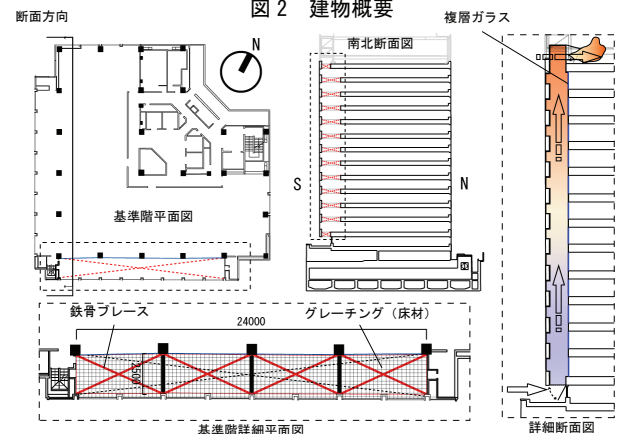 図2 建物概要
断面方向
複層ガラス
南北断面図
N
S
N
基準階平面図
鉄骨ブレース
24000
グレーチング(床材)
基準階詳細平面図
詳細断面図